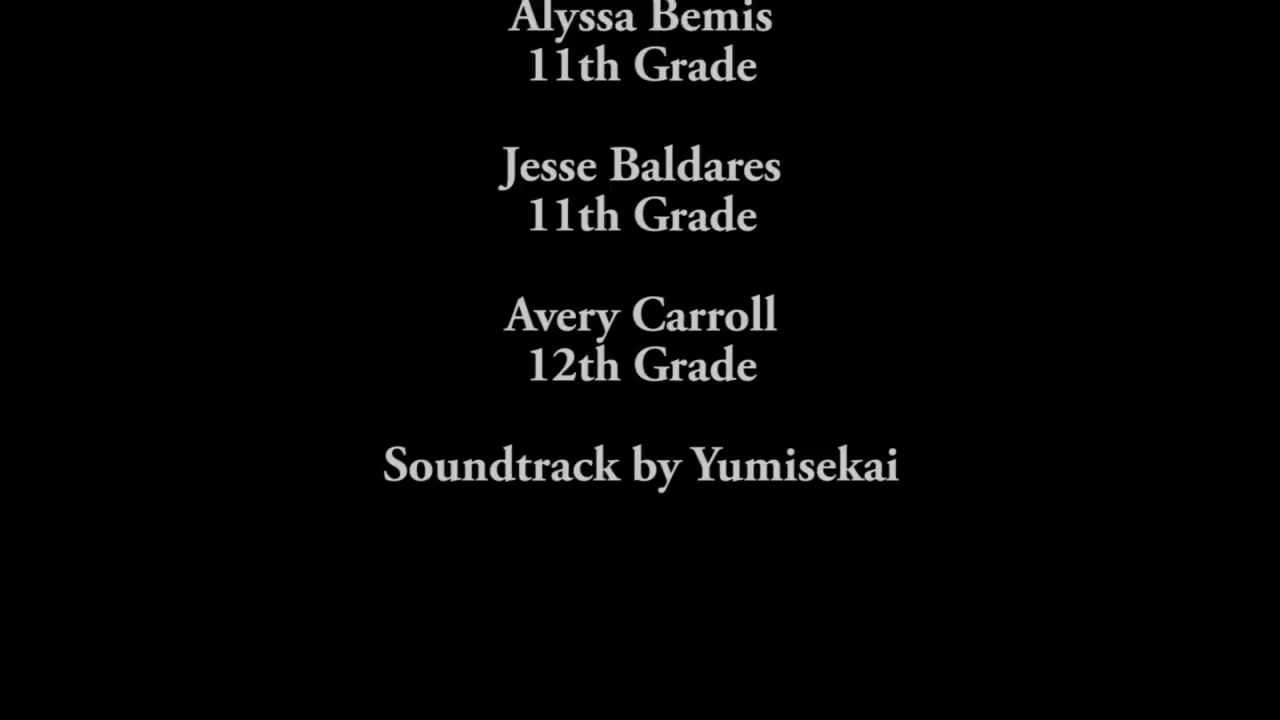 Alyssa Bemis
11th Grade
Jesse Baldares
11th Grade
Avery Carroll
12th Grade
Soundtrack by Yumisekai